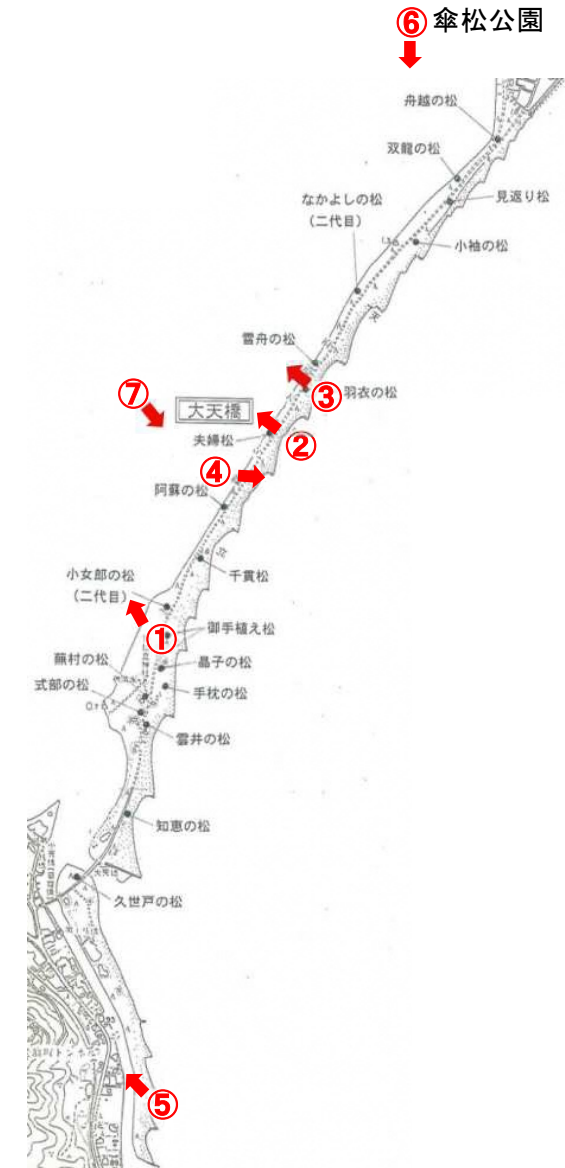 ⑥ 傘松公園
舟越の松
双龍の松
見返り松
なかよしの松
(二代目)
小袖の松
天
雪舟の松
③
羽衣の松
⑦
大天橋
夫婦松
②
④
阿蘇の松
立
千貫松
小女郎の松
(二代目)
①
御手植え松
蕪村の松
晶子の松
式部の松
手枕の松
雲井の松
知恵の松
久世戸の松
⑤